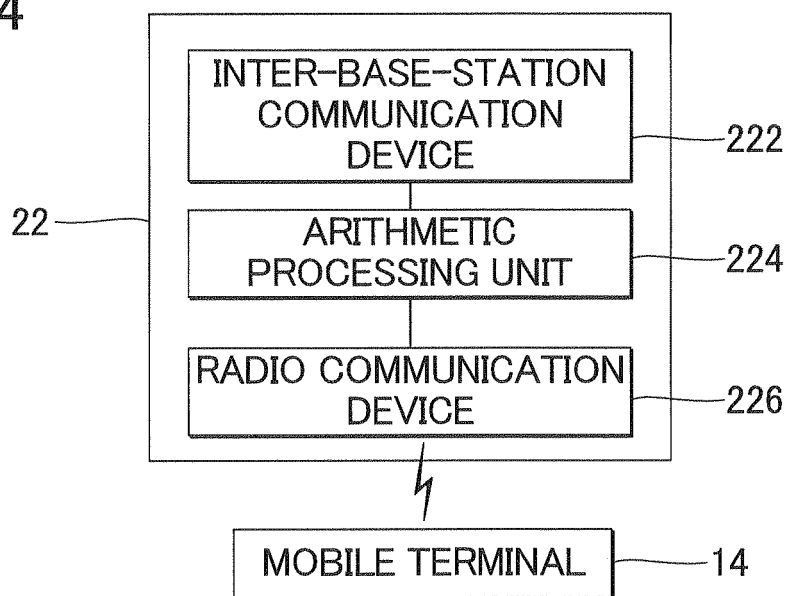 4
INTER-BASE-STATION
COMMUNICATION
DEVICE
222
22
ARITHMETIC
PROCESSING UNIT
224
RADIO COMMUNICATION
DEVICE
226
MOBILE TERMINAL
14